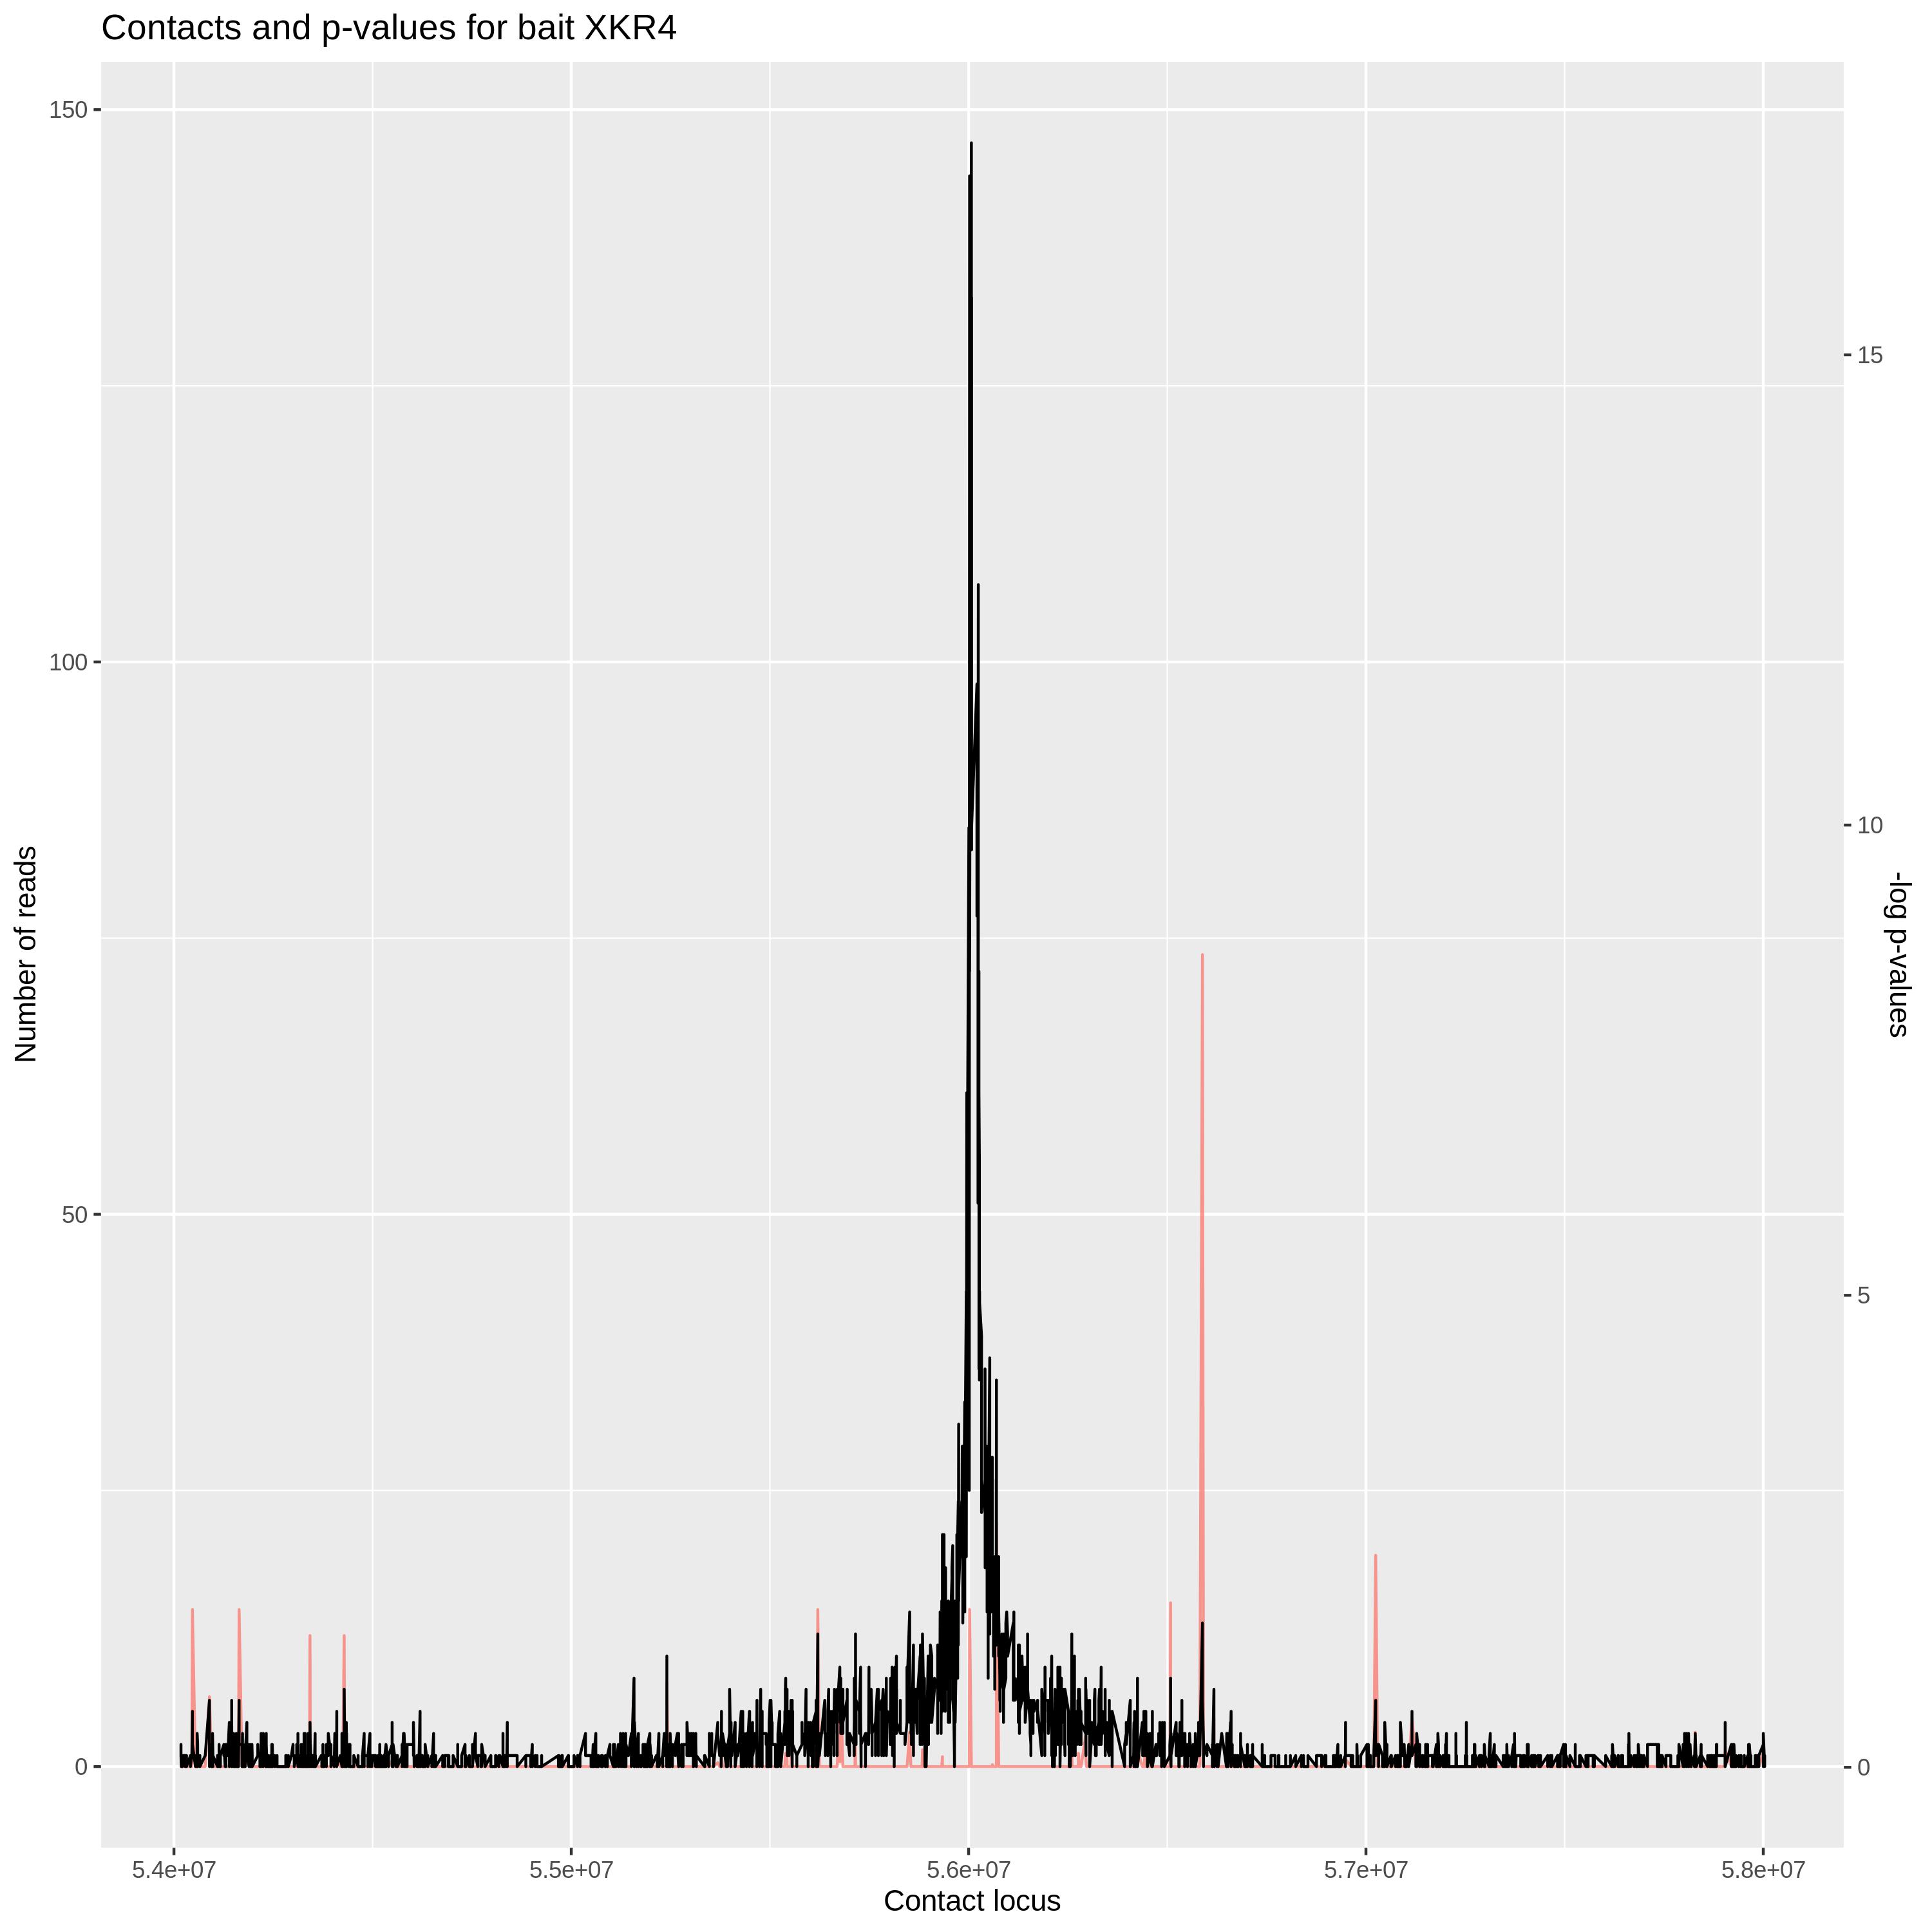 Contacts and p-values for bait XKR4
150
100
50
0
Number of reads
15
10
5
0
-log p-values
5.4e+07 5.5e+07 5.6e+07 5.7e+07 5.8e+07
Contact locus